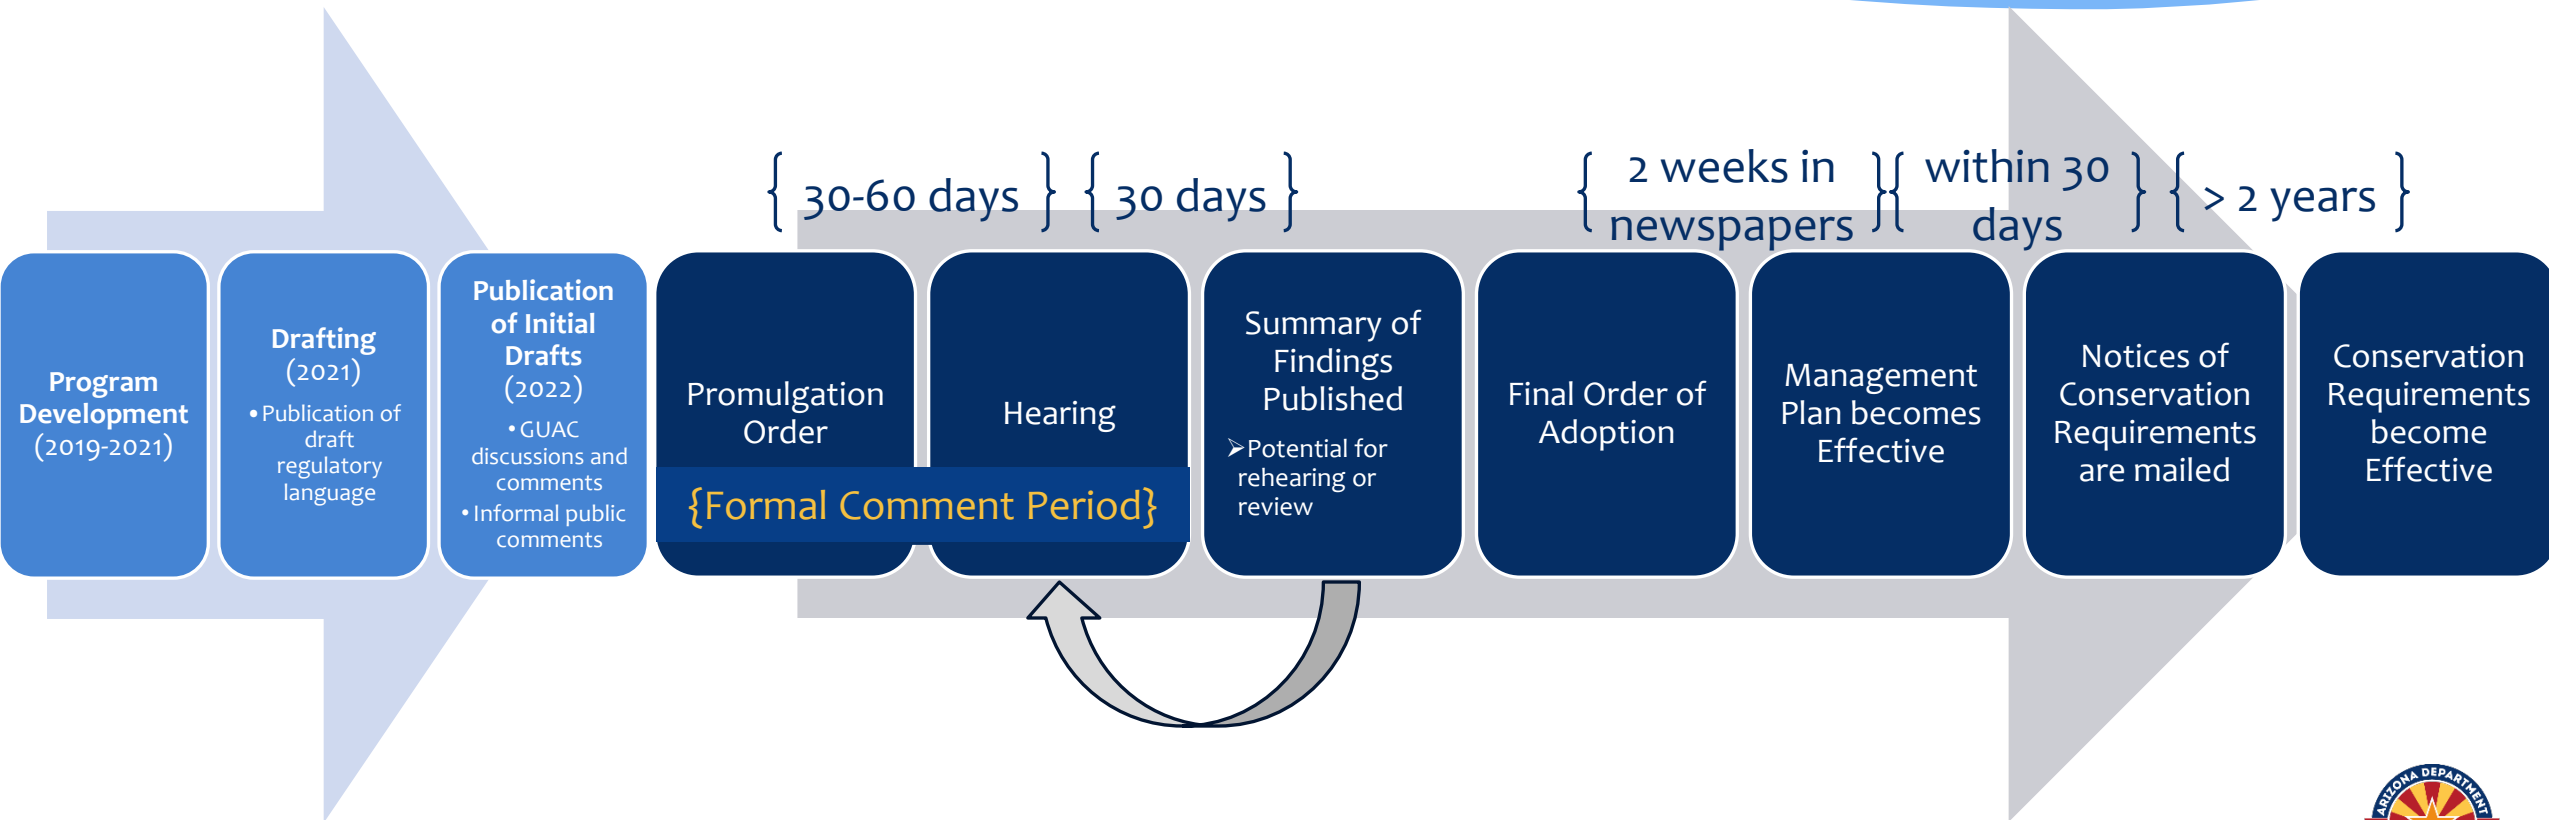 { 30-60 days }
{ 30 days }
{ 2 weeks in
newspapers }
{ within 30
days }
{ > 2 years }
Program
Development
(2019-2021)
Drafting
(2021)
• Publication of
draft
regulatory
language
Publication
of Initial
Drafts
(2022)
• GUAC
discussions and
comments
• Informal public
comments
Promulgation
Order
Hearing
{Formal Comment Period}
Summary of
Findings
Published
➢Potential for
rehearing or
review
Final Order of
Adoption
Management
Plan becomes
Effective
Notices of
Conservation
Requirements
are mailed
Conservation
Requirements
become
Effective
ARIZONA DEPARTMENT